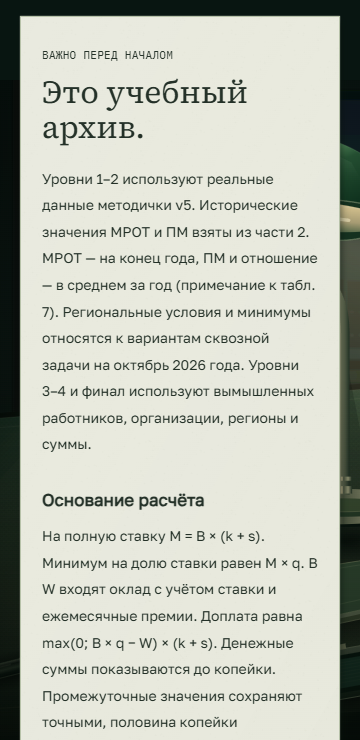 ВАЖНО ПЕРЕД НАЧАЛОМ
Это учебный
архив.
Уровни 1–2 используют реальные
данные методички v5. Исторические
значения МРОТ и ПМ взяты из части 2.
МРОТ — на конец года, ПМ и отношение
— в среднем за год (примечание к табл.
7). Региональные условия и минимумы
относятся к вариантам сквозной
задачи на октябрь 2026 года. Уровни
3–4 и финал используют вымышленных
работников, организации, регионы и
суммы.
Основание расчёта
На полную ставку M = B × (k + s).
Минимум на долю ставки равен M × q. В
W входят оклад с учётом ставки и
ежемесячные премии. Доплата равна
max(0; B × q − W) × (k + s). Денежные
суммы показываются до копейки.
Промежуточные значения сохраняют
точными, половина копейки